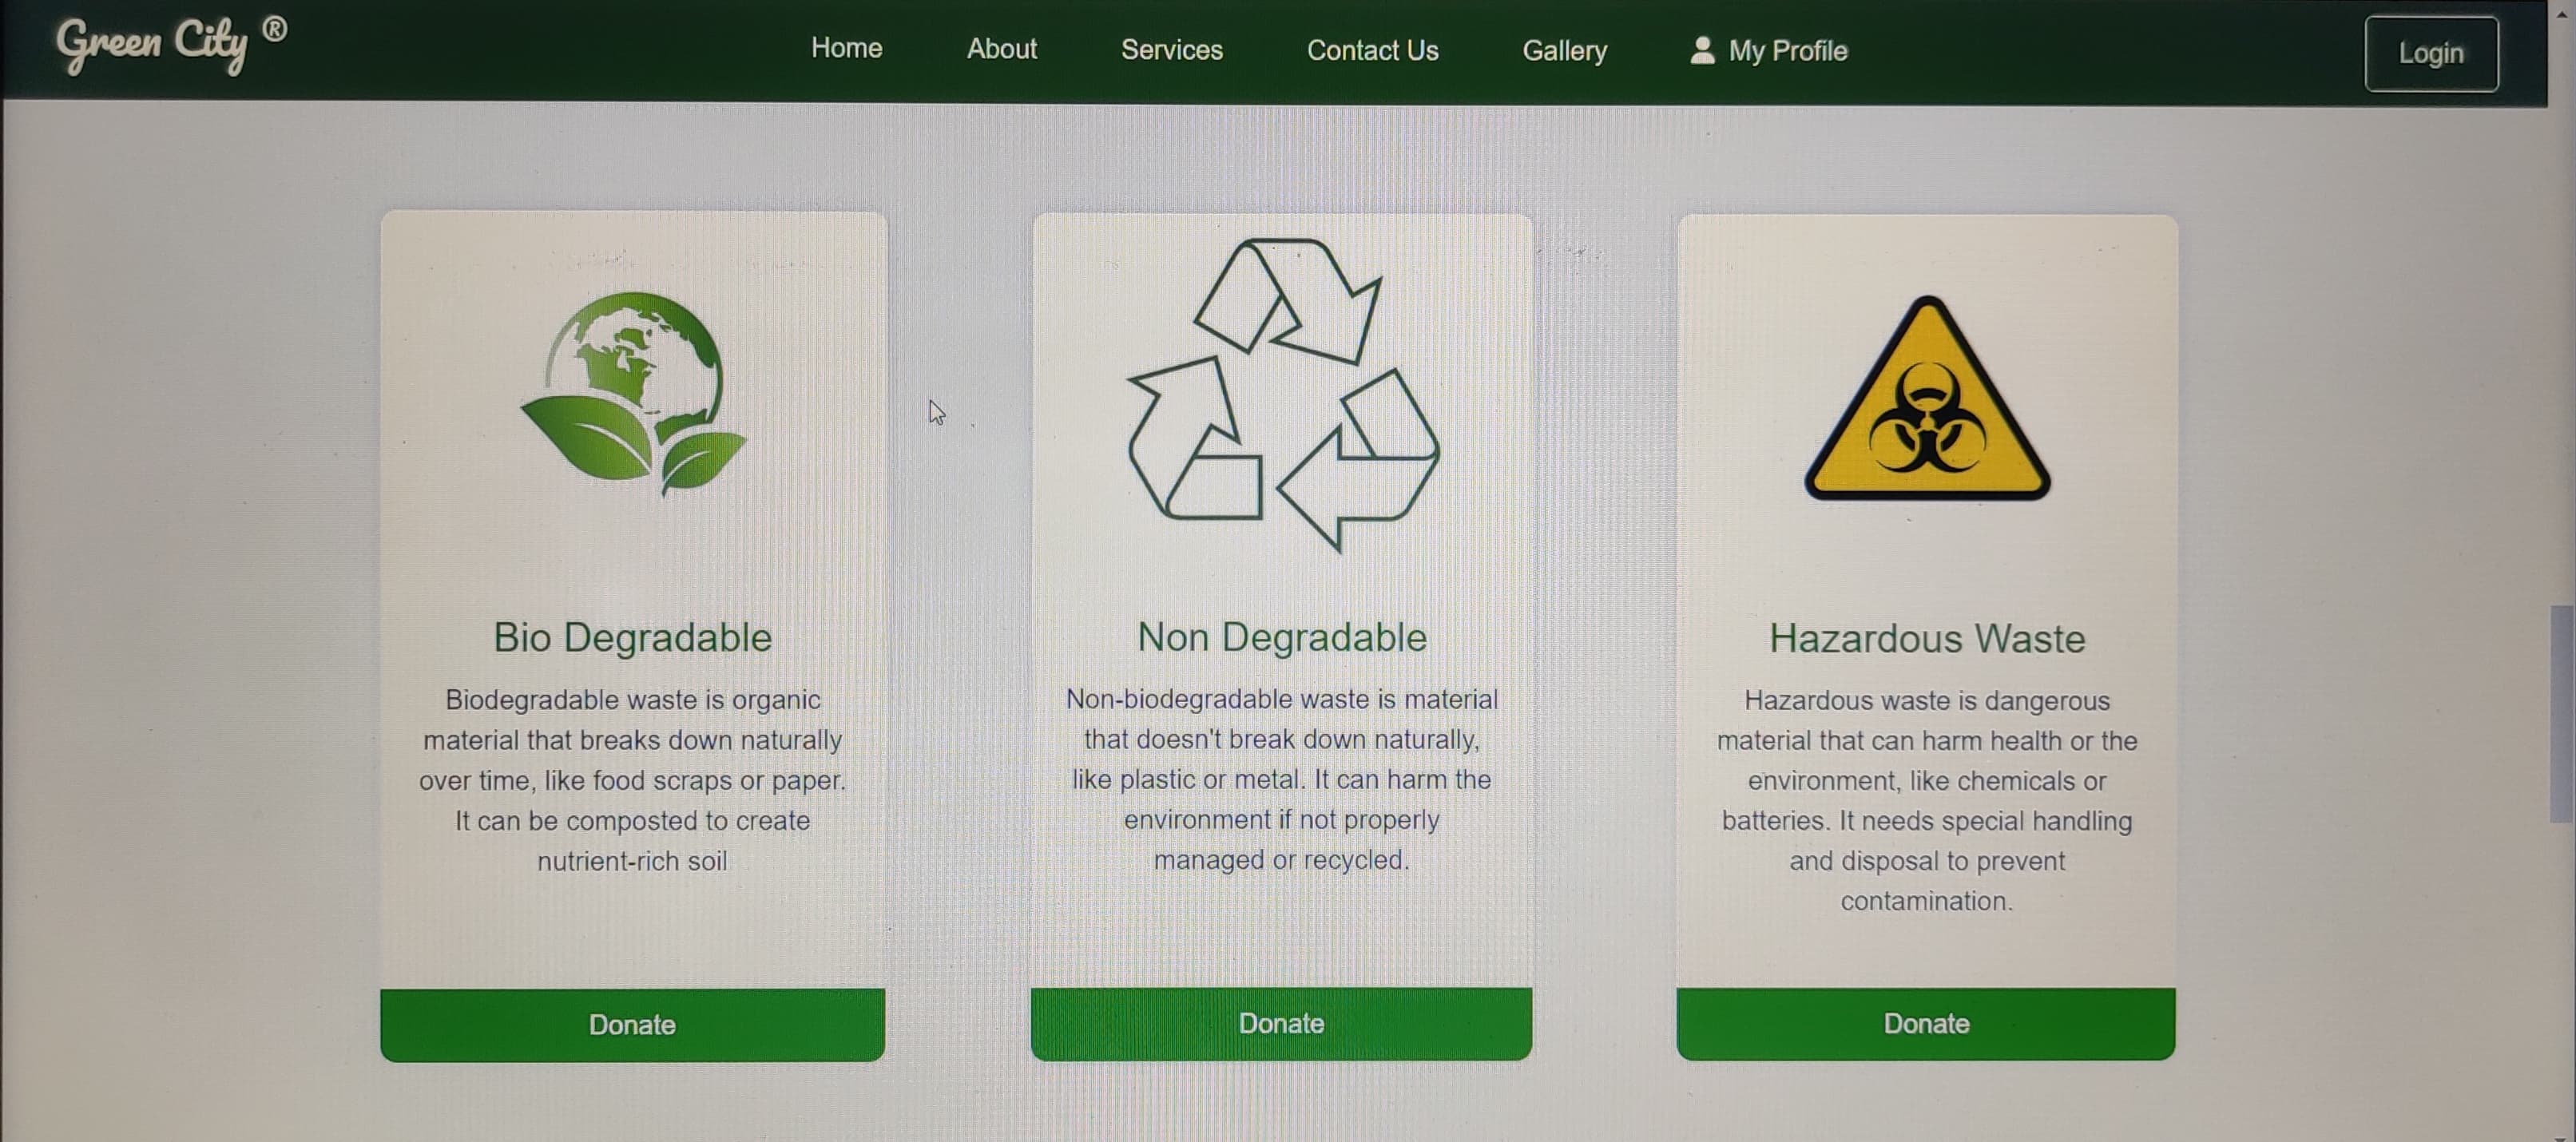 Green City ®
Home About Services Contact Us Gallery My Profile Login
Bio Degradable
Biodegradable waste is organic
material that breaks down naturally
over time, like food scraps or paper.
It can be composted to create
nutrient-rich soil
Donate
Non Degradable
Non-biodegradable waste is material
that doesn't break down naturally,
like plastic or metal. It can harm the
environment if not properly
managed or recycled.
Donate
Hazardous Waste
Hazardous waste is dangerous
material that can harm health or the
environment, like chemicals or
batteries. It needs special handling
and disposal to prevent
contamination.
Donate